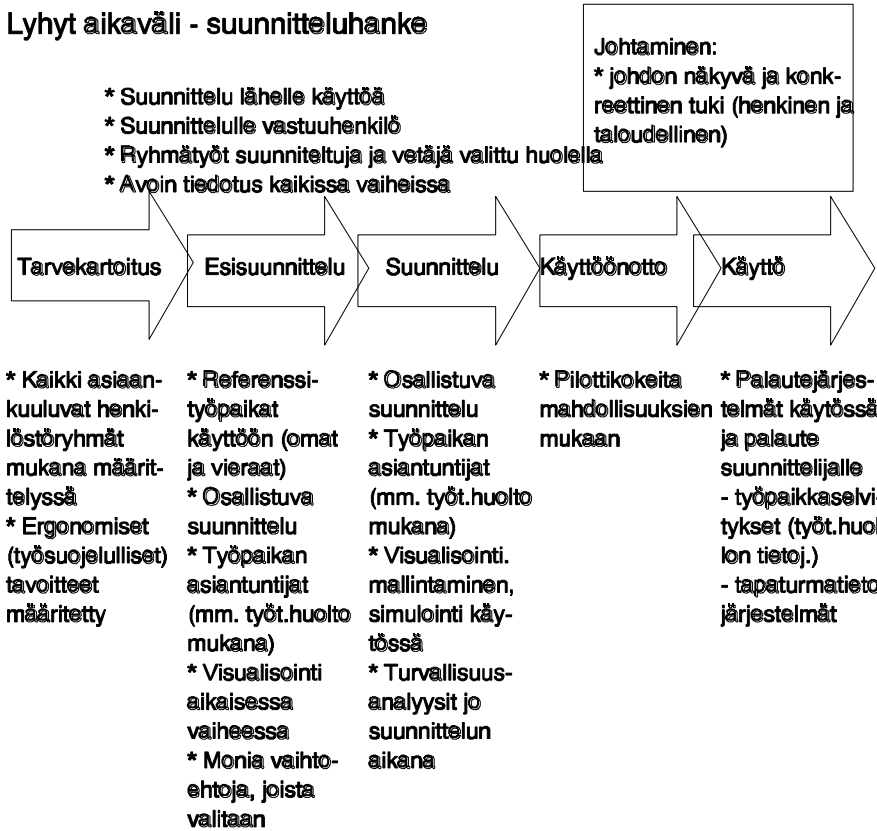 Lyhyt aikaväli - suunnitteluhanke
Johtaminen:
* johdon näkyvä ja konk-
reettinen tuki (henkinen ja
taloudellinen)
* Suunnittelu lähelle käyttöä
* Suunnittelulle vastuuhenkilö
* Ryhmätyöt suunniteltuja ja vetäjä valittu huolella
* Avoin tiedotus kaikissa vaiheissa
Tarvekartoitus
Esisuunnittelu
Suunnittelu
Käyttöönotto
Käyttö
* Kaikki asiaan-
kuuluvat henki-
löstöryhmät
mukana määrit-
telyssä
* Ergonomiset
(työsuojelulliset)
tavoitteet
määritetty
* Referenssi-
työpaikat
käyttöön (omat
ja vieraat)
* Osallistuva
suunnittelu
* Työpaikan
asiantuntijat
(mm. työt.huolto
mukana)
* Visualisointi
aikaisessa
vaiheessa
* Monia vaihto-
ehtoja, joista
valitaan
* Osallistuva
suunnittelu
* Työpaikan
asiantuntijat
(mm. työt.huolto
mukana)
* Visualisointi.
mallintaminen,
simulointi käy-
tössä
* Turvallisuus-
analyysit jo
suunnittelun
aikana
* Pilottikokeita
mahdollisuuksien
mukaan
* Palautejärjes-
telmät käytössä
ja palaute
suunnittelijalle
- työpaikkaselvi-
tykset (työt.huol
lon tietoj.)
- tapaturmatieto
järjestelmät